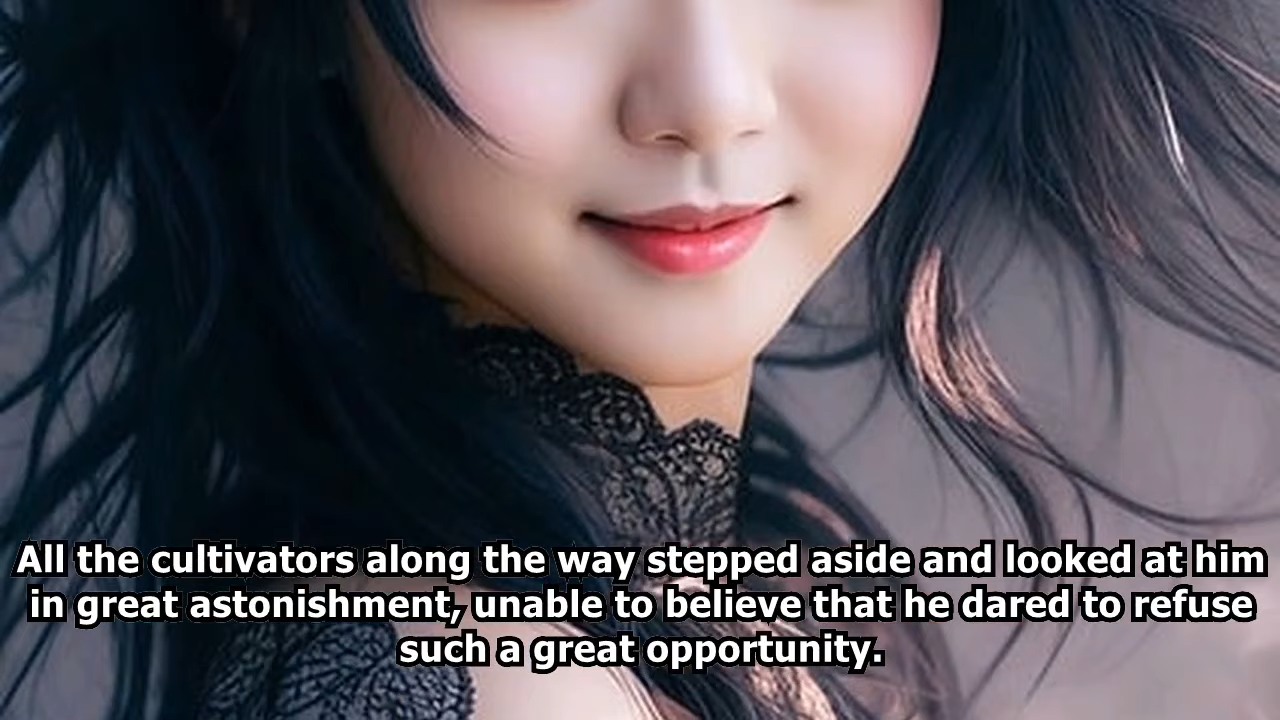 All the cultivators along the way stepped aside and looked at him
in great astonishment, unable to believe that he dared to refuse
such a great opportunity.